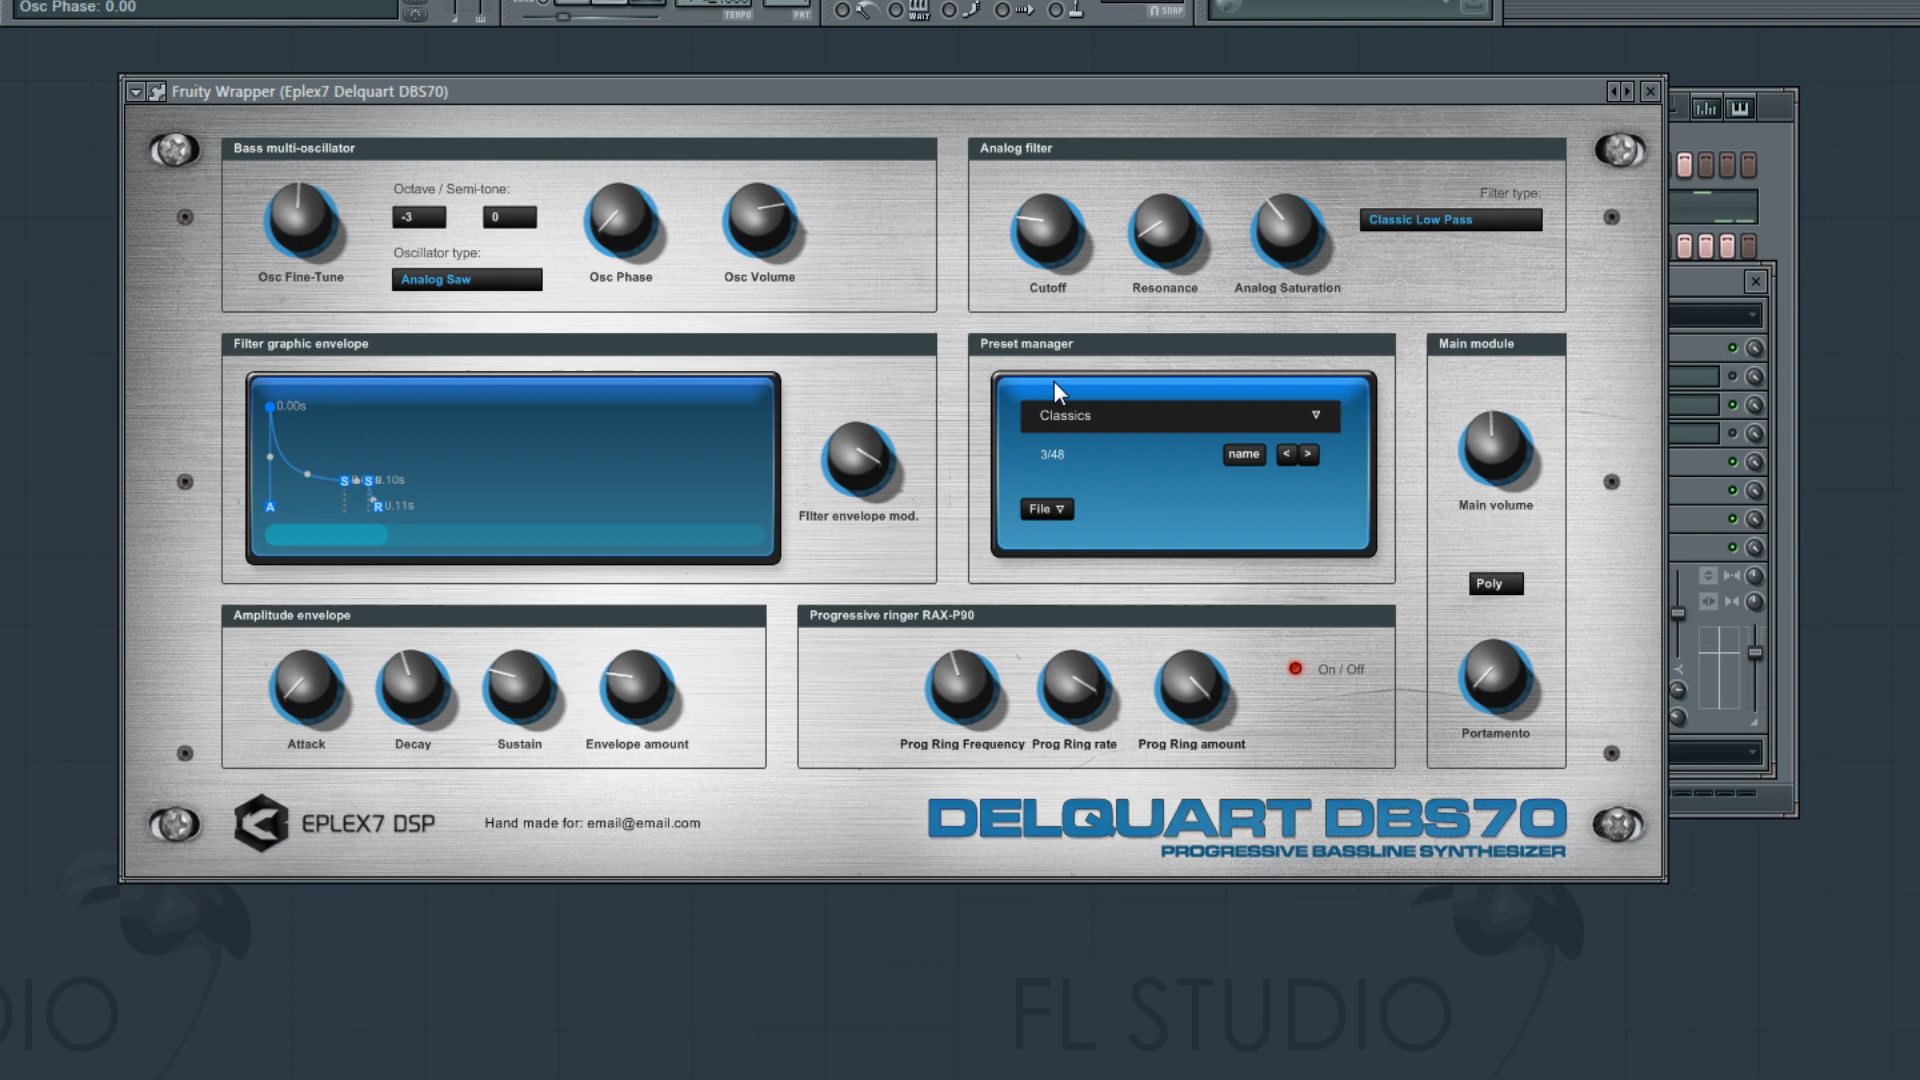 Osc Phase: 0.00
TEMPO
PAT
WAIT
SNAP
Fruity Wrapper (Eplex7 Delquart DBS70)
Bass multi-oscillator
Octave / Semi-tone:
-3
0
Oscillator type:
Analog Saw
Osc Fine-Tune
Osc Phase
Osc Volume
Analog filter
Filter type:
Classic Low Pass
Cutoff
Resonance
Analog Saturation
Filter graphic envelope
0.00s
S
S
0.10s
A
R
0.11s
FIlter envelope mod.
Preset manager
Classics
3/48
name
<
>
File
Main module
Main volume
Poly
Portamento
Amplitude envelope
Attack
Decay
Sustain
Envelope amount
Progressive ringer RAX-P90
On / Off
Prog Ring Frequency
Prog Ring rate
Prog Ring amount
EPLEX7 DSP
Hand made for: email@email.com
DELQUART DBS70
PROGRESSIVE BASSLINE SYNTHESIZER
DIO
FL STUDIO